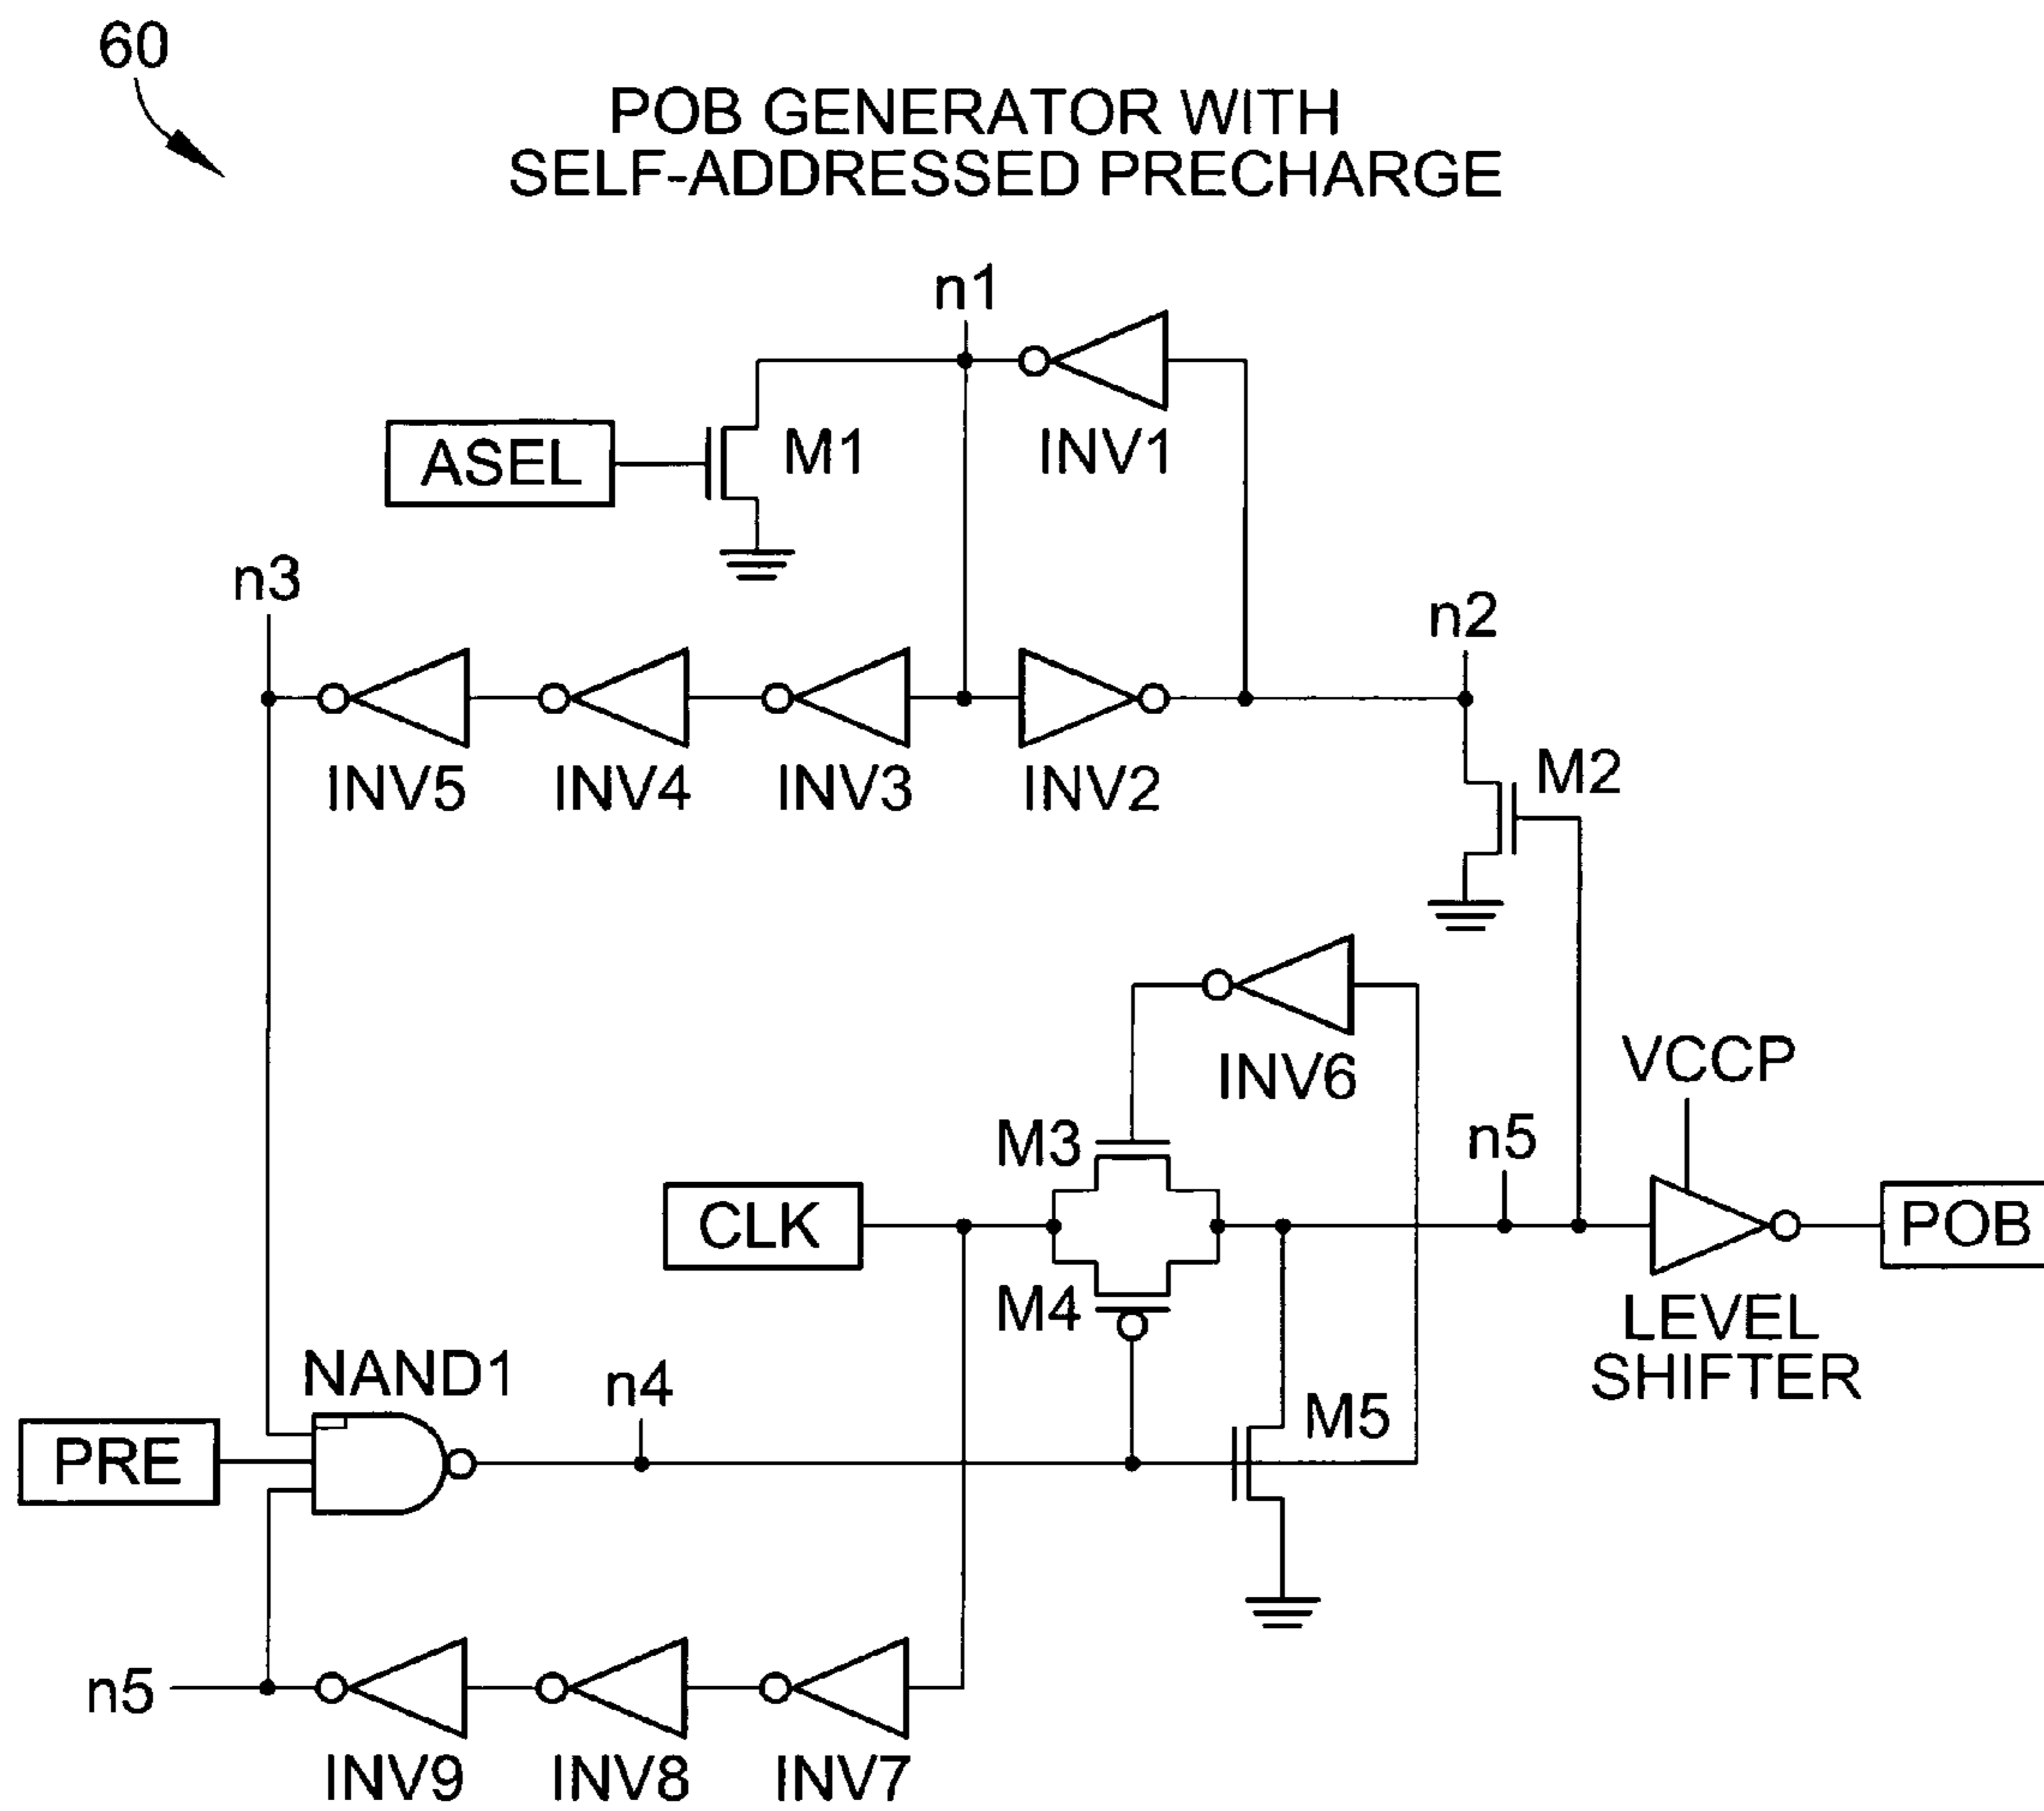 60
POB GENERATOR WITH
SELF-ADDRESSED PRECHARGE
n1
ASEL
M1
INV1
n3
n2
INV5
INV4
INV3
INV2
M2
INV6
VCCP
M3
n5
CLK
POB
M4
LEVEL
SHIFTER
NAND1
n4
M5
PRE
n5
INV9
INV8
INV7